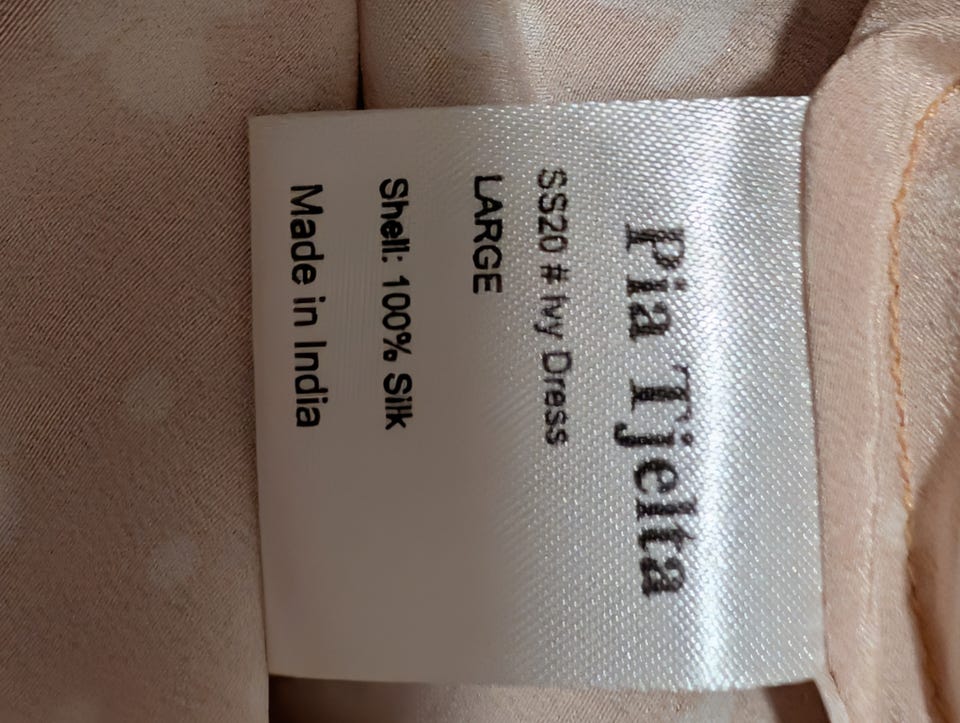 Pia Tjelta
SS20 # Ivy Dress
LARGE
Shell: 100% Silk
Made in India